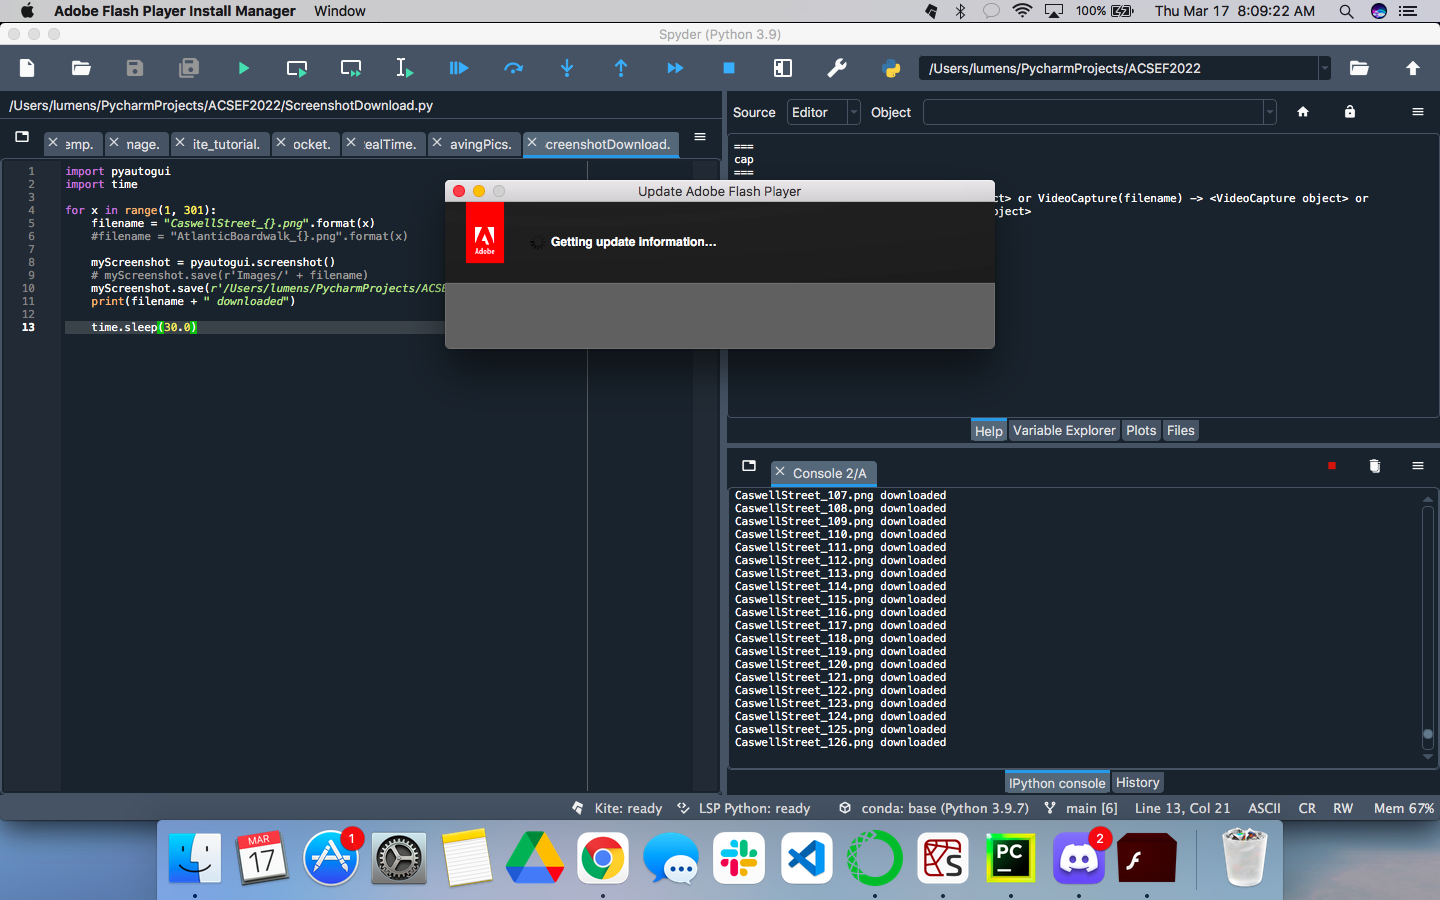 Adobe Flash Player Install Manager Window 100% Thu Mar 17 8:09:22 AM
Spyder (Python 3.9)
/Users/lumens/PycharmProjects/ACSEF2022
/Users/lumens/PycharmProjects/ACSEF2022/ScreenshotDownload.py
emp. nage. ite_tutorial. ocket. ealTime. avingPics. creenshotDownload.
1 import pyautogui
2 import time
3
4 for x in range(1, 301):
5 filename = "CaswellStreet_{}.png".format(x)
6 #filename = "AtlanticBoardwalk_{}.png".format(x)
7
8 myScreenshot = pyautogui.screenshot()
9 # myScreenshot.save(r'Images/' + filename)
10 myScreenshot.save(r'/Users/lumens/PycharmProjects/ACSE
11 print(filename + " downloaded")
12
13 time.sleep(30.0)
Update Adobe Flash Player
Adobe
Getting update information...
Source Editor Object
===
cap
===
ct> or VideoCapture(filename) -> <VideoCapture object> or
bject>
Help Variable Explorer Plots Files
Console 2/A
CaswellStreet_107.png downloaded
CaswellStreet_108.png downloaded
CaswellStreet_109.png downloaded
CaswellStreet_110.png downloaded
CaswellStreet_111.png downloaded
CaswellStreet_112.png downloaded
CaswellStreet_113.png downloaded
CaswellStreet_114.png downloaded
CaswellStreet_115.png downloaded
CaswellStreet_116.png downloaded
CaswellStreet_117.png downloaded
CaswellStreet_118.png downloaded
CaswellStreet_119.png downloaded
CaswellStreet_120.png downloaded
CaswellStreet_121.png downloaded
CaswellStreet_122.png downloaded
CaswellStreet_123.png downloaded
CaswellStreet_124.png downloaded
CaswellStreet_125.png downloaded
CaswellStreet_126.png downloaded
IPython console History
Kite: ready LSP Python: ready conda: base (Python 3.9.7) main [6] Line 13, Col 21 ASCII CR RW Mem 67%
MAR
17
1
PC
2